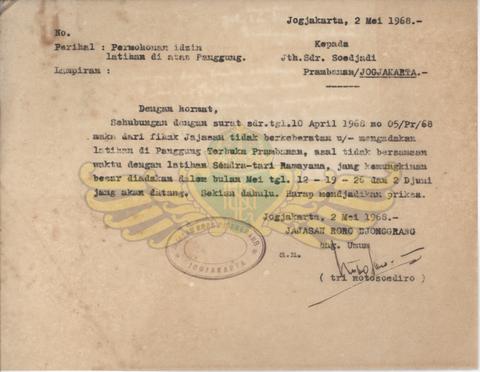 Jogjakarta, 2 Mei 1968.-
No.
Perihal : Permohonan idzin
latihan di atas Panggung.
Lampiran :
Kepada
Jth.Sdr. Soedjadi
Prambanan/JOGJAKARTA.-
Dengan hormat,
Sehubungan dengan surat sdr.tgl.10 April 1968 no 05/Pr/68
maka dari fihak Jajasan tidak berkeberatan u/- mengadakan
latihan di Panggung Terbuka Prambanan, asal tidak bersamaan
waktu dengan latihan Sendra-tari Ramayana, jang kemungkinan
besar diadakan dalam bulan Mei tgl. 12 - 19 - 26 dan 2 Djuni
jang akan datang. Sekian dahulu. Harap mendjadikan priksa.
Jogjakarta, 2 Mei 1968.-
JAJASAN RORO DJONGGRANG
Bag. Umum
a.n.
( tri Notosoediro )
JOGJAKARTA